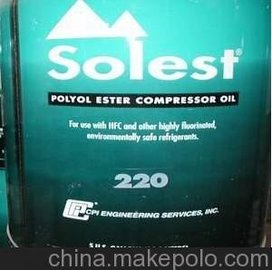 Solest®
POLYOL ESTER COMPRESSOR OIL
For use with HFC and other highly fluorinated,
environmentally safe refrigerants.
220
CPI ENGINEERING SERVICES, INC.
china.makepolo.com